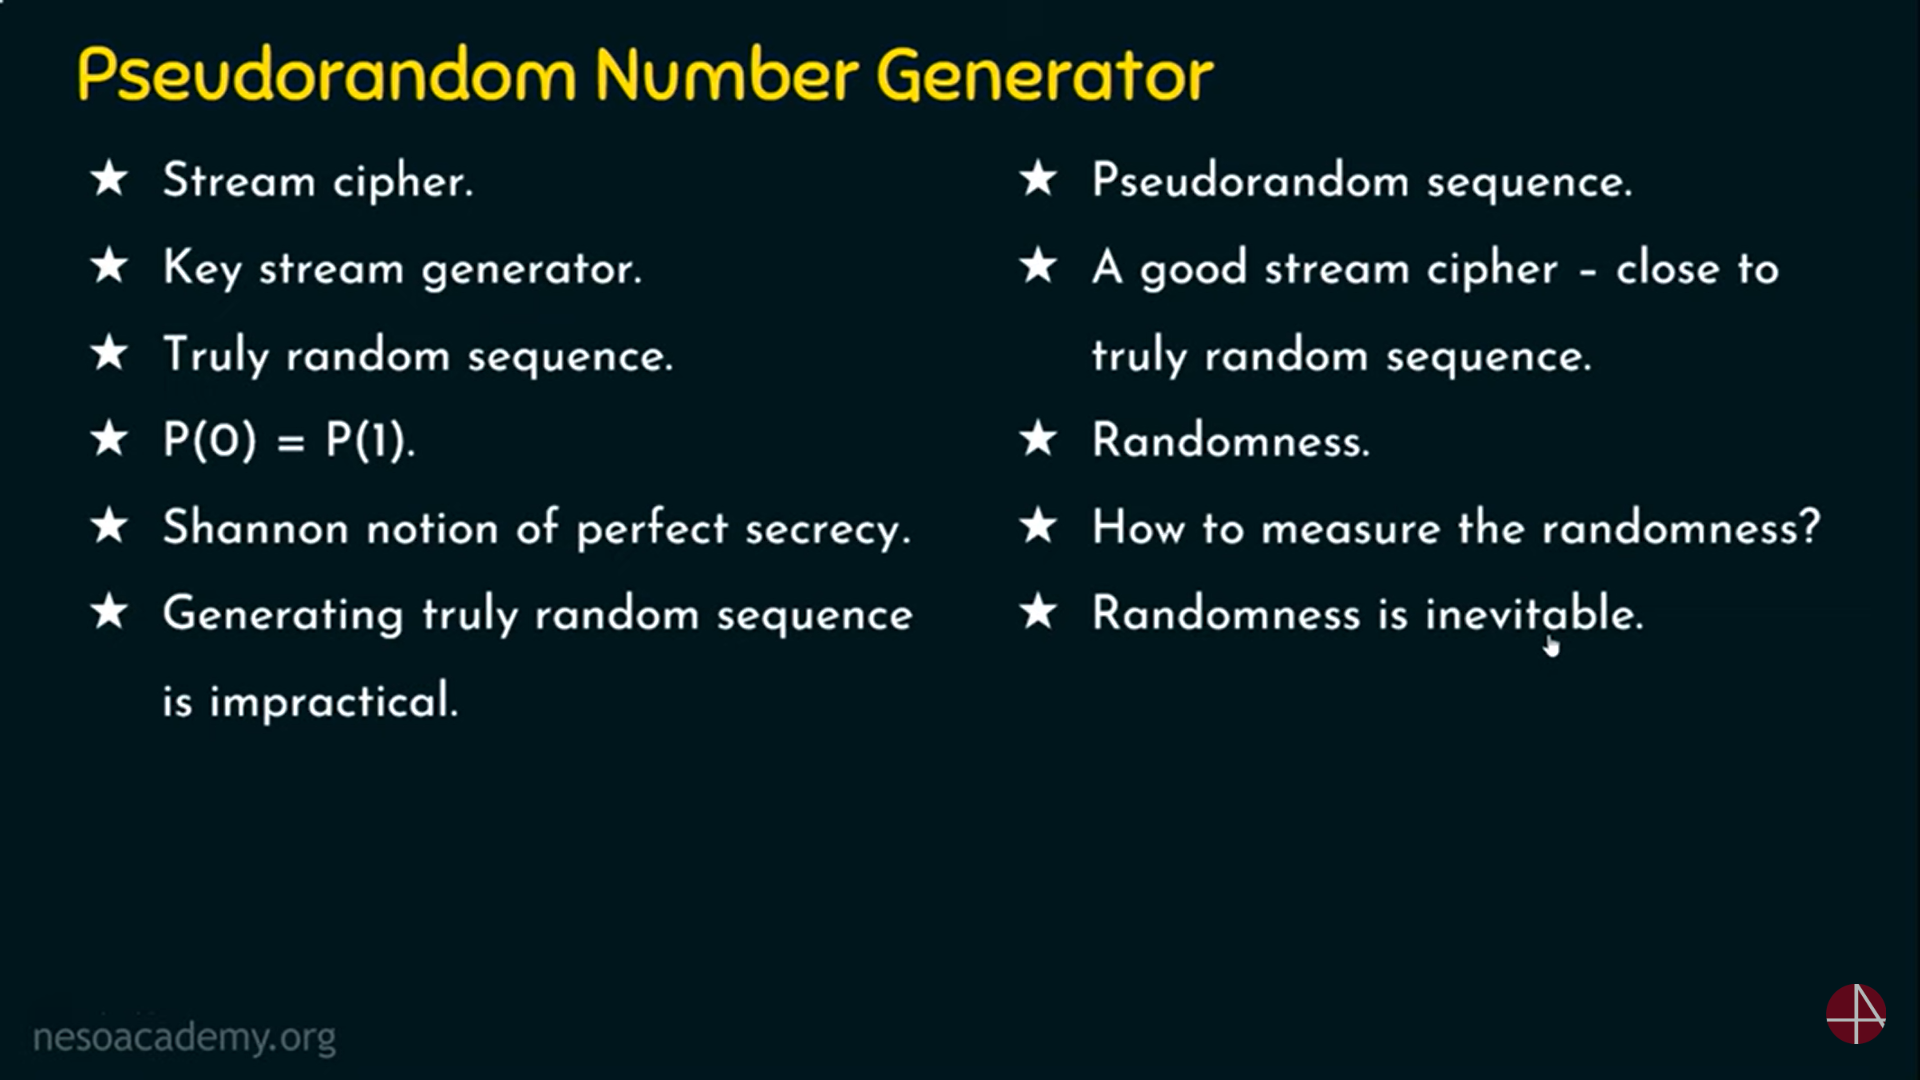 Pseudorandom Number Generator
★ Stream cipher.
★ Key stream generator.
★ Truly random sequence.
★ P(0) = P(1).
★ Shannon notion of perfect secrecy.
★ Generating truly random sequence
is impractical.
★ Pseudorandom sequence.
★ A good stream cipher – close to
truly random sequence.
★ Randomness.
★ How to measure the randomness?
★ Randomness is inevitable.
nesoacademy.org